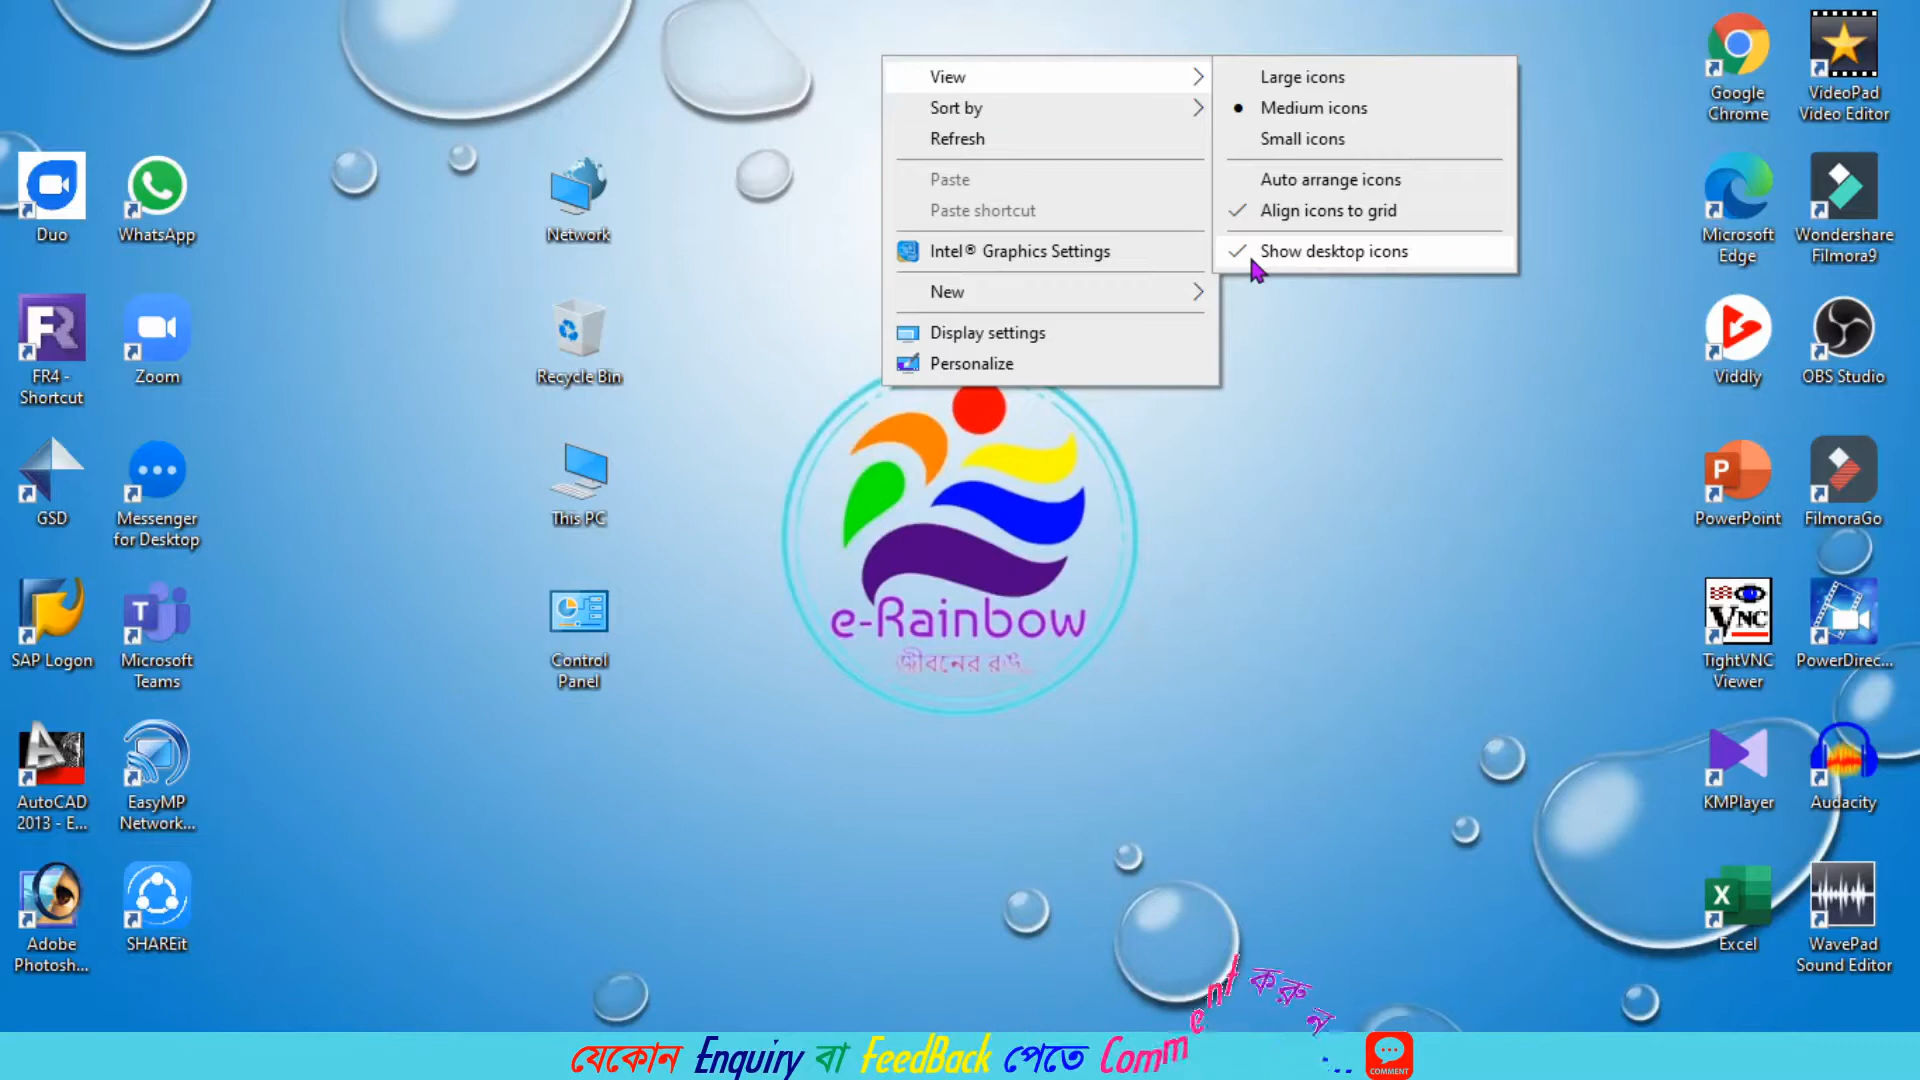 View
Sort by
Refresh
Paste
Paste shortcut
Intel® Graphics Settings
New
Display settings
Personalize
Large icons
Medium icons
Small icons
Auto arrange icons
Align icons to grid
Show desktop icons
Duo
WhatsApp
FR4 -
Shortcut
Zoom
GSD
Messenger
for Desktop
SAP Logon
Microsoft
Teams
AutoCAD
2013 - E...
EasyMP
Network...
Adobe
Photosh...
SHAREit
Network
Recycle Bin
This PC
Control
Panel
e-Rainbow
জীবনের রঙ...
Google
Chrome
VideoPad
Video Editor
Microsoft
Edge
Wondershare
Filmora9
Viddly
OBS Studio
PowerPoint
FilmoraGo
TightVNC
Viewer
PowerDirec...
KMPlayer
Audacity
Excel
WavePad
Sound Editor
যেকোন Enquiry বা FeedBack পেতে Comment করুন...
COMMENT